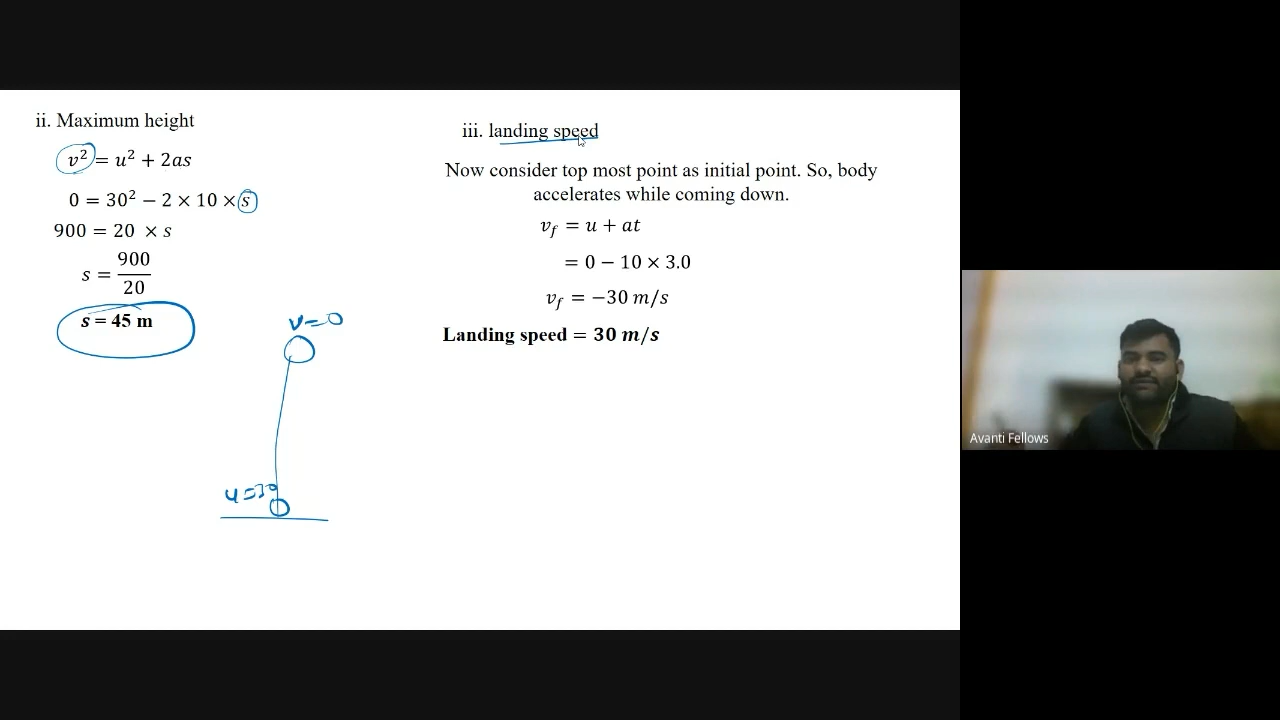 ii. Maximum height
v² = u² + 2as
0 = 30² − 2 × 10 × s
900 = 20 × s
s = 900/20
s = 45 m
v=0
u=30
iii. landing speed
Now consider top most point as initial point. So, body
accelerates while coming down.
v_f = u + at
= 0 − 10 × 3.0
v_f = −30 m/s
Landing speed = 30 m/s
Avanti Fellows